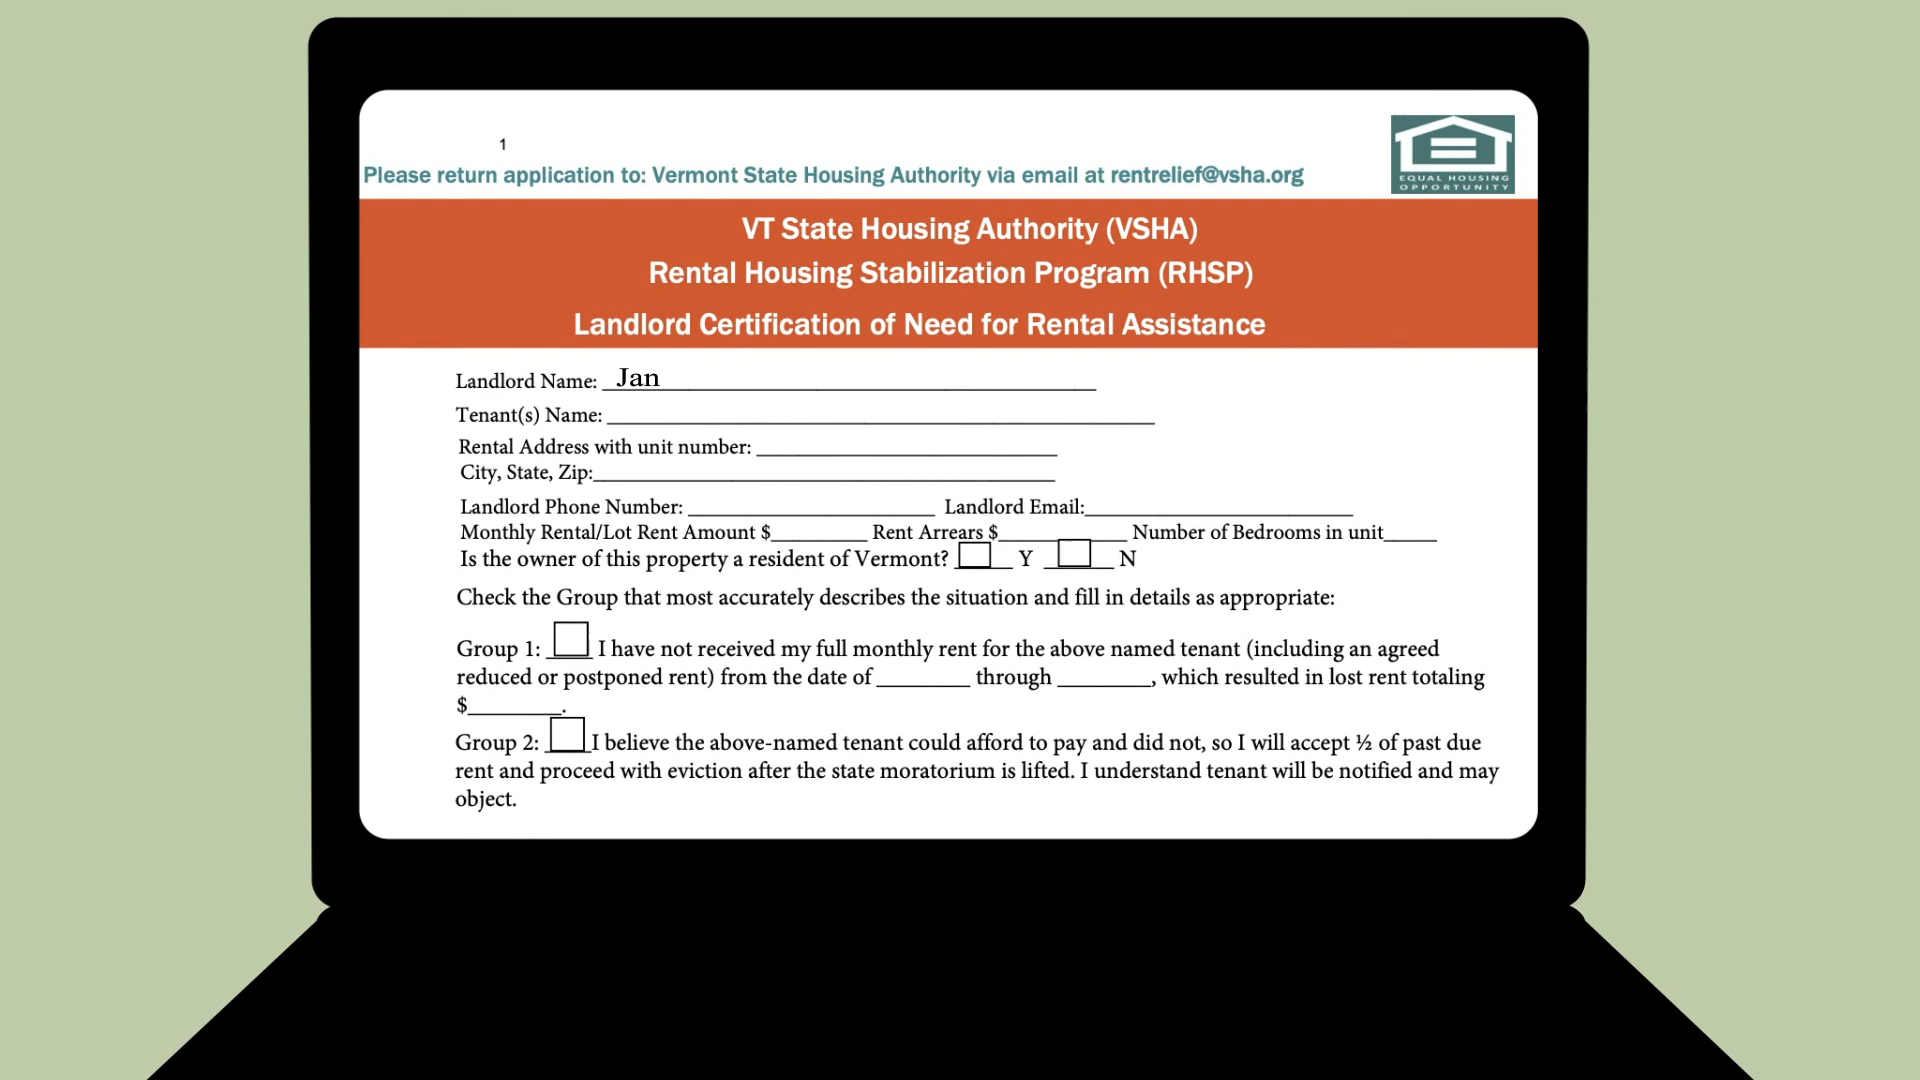 1
Please return application to: Vermont State Housing Authority via email at rentrelief@vsha.org
EQUAL HOUSING
OPPORTUNITY
VT State Housing Authority (VSHA)
Rental Housing Stabilization Program (RHSP)
Landlord Certification of Need for Rental Assistance
Landlord Name: Jan
Tenant(s) Name:
Rental Address with unit number:
City, State, Zip:
Landlord Phone Number: Landlord Email:
Monthly Rental/Lot Rent Amount $ Rent Arrears $ Number of Bedrooms in unit
Is the owner of this property a resident of Vermont? Y N
Check the Group that most accurately describes the situation and fill in details as appropriate:
Group 1: I have not received my full monthly rent for the above named tenant (including an agreed
reduced or postponed rent) from the date of ________ through ________, which resulted in lost rent totaling
$________.
Group 2: I believe the above-named tenant could afford to pay and did not, so I will accept ½ of past due
rent and proceed with eviction after the state moratorium is lifted. I understand tenant will be notified and may
object.